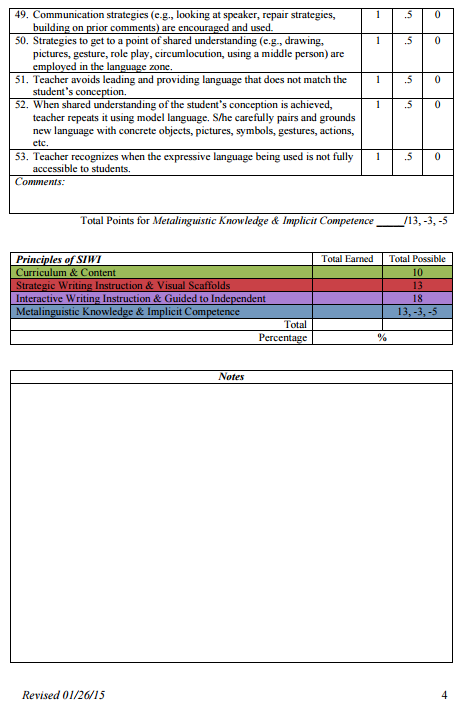 49. Communication strategies (e.g., looking at speaker, repair strategies, 1 .5 0
building on prior comments) are encouraged and used.
50. Strategies to get to a point of shared understanding (e.g., drawing, 1 .5 0
pictures, gesture, role play, circumlocution, using a middle person) are
employed in the language zone.
51. Teacher avoids leading and providing language that does not match the 1 .5 0
student's conception.
52. When shared understanding of the student's conception is achieved, 1 .5 0
teacher repeats it using model language. S/he carefully pairs and grounds
new language with concrete objects, pictures, symbols, gestures, actions,
etc.
53. Teacher recognizes when the expressive language being used is not fully 1 .5 0
accessible to students.
Comments:
Total Points for Metalinguistic Knowledge & Implicit Competence _____/13, -3, -5
Principles of SIWI Total Earned Total Possible
Curriculum & Content 10
Strategic Writing Instruction & Visual Scaffolds 13
Interactive Writing Instruction & Guided to Independent 18
Metalinguistic Knowledge & Implicit Competence 13, -3, -5
Total
Percentage %
Notes
Revised 01/26/15 4